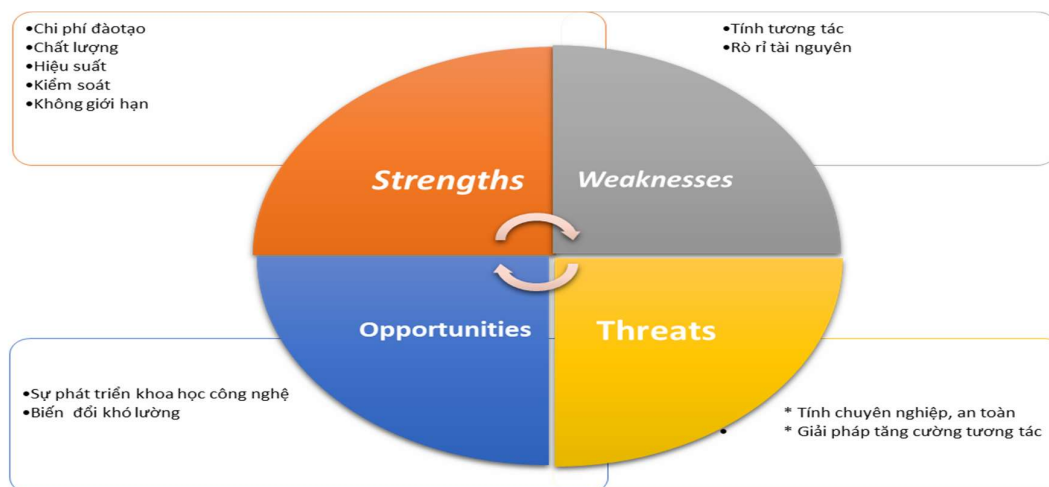 •Chi phí đàotạo
•Chất lượng
•Hiệu suất
•Kiểm soát
•Không giới hạn
•Tính tương tác
•Rò rỉ tài nguyên
Strengths
Weaknesses
Opportunities
Threats
•Sự phát triển khoa học công nghệ
•Biến đổi khó lường
* Tính chuyên nghiệp, an toàn
• * Giải pháp tăng cường tương tác